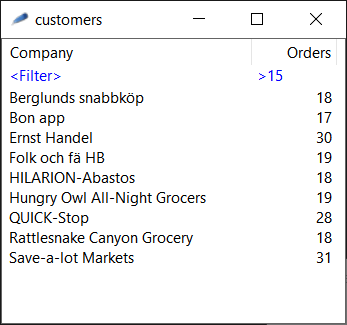 customers
Company Orders
<Filter> >15
Berglunds snabbköp 18
Bon app 17
Ernst Handel 30
Folk och fä HB 19
HILARION-Abastos 18
Hungry Owl All-Night Grocers 19
QUICK-Stop 28
Rattlesnake Canyon Grocery 18
Save-a-lot Markets 31